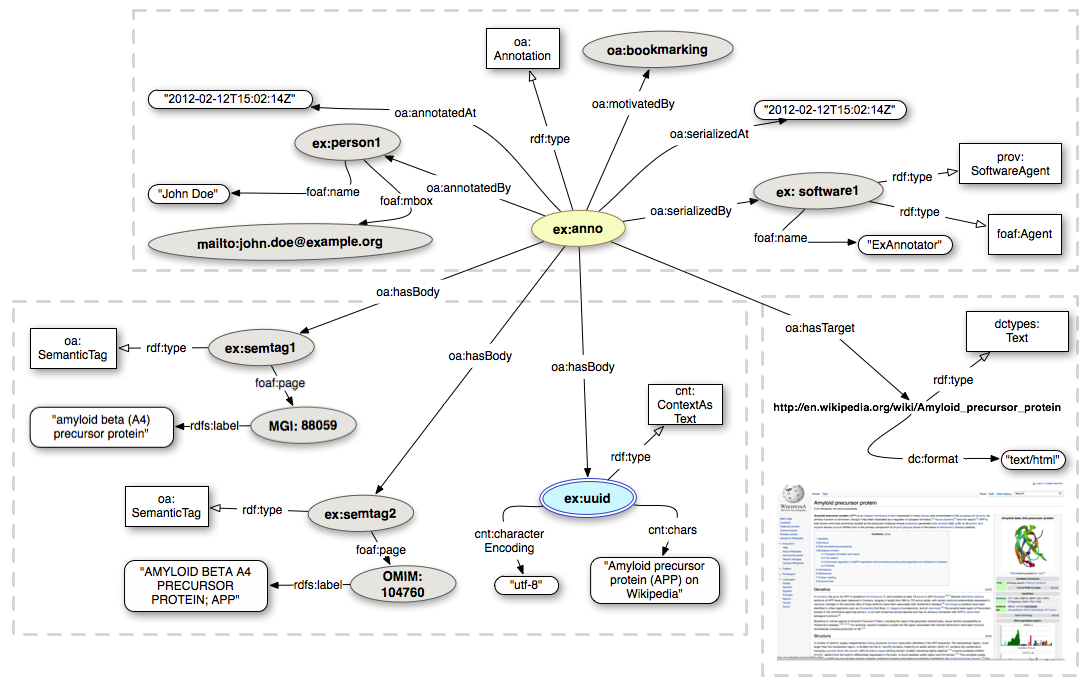 oa:
Annotation
oa:bookmarking
"2012-02-12T15:02:14Z"
oa:annotatedAt
oa:motivatedBy
"2012-02-12T15:02:14Z"
oa:serializedAt
rdf:type
ex:person1
prov:
SoftwareAgent
rdf:type
"John Doe"
foaf:name
foaf:mbox
oa:annotatedBy
oa:serializedBy
ex: software1
rdf:type
foaf:Agent
mailto:john.doe@example.org
ex:anno
foaf:name
"ExAnnotator"
oa:hasBody
oa:hasBody
oa:hasBody
oa:hasTarget
oa:
SemanticTag
rdf:type
ex:semtag1
foaf:page
"amyloid beta (A4)
precursor protein"
rdfs:label
MGI: 88059
oa:
SemanticTag
rdf:type
ex:semtag2
foaf:page
"AMYLOID BETA A4
PRECURSOR
PROTEIN; APP"
rdfs:label
OMIM:
104760
cnt:
ContextAs
Text
rdf:type
ex:uuid
cnt:character
Encoding
"utf-8"
cnt:chars
"Amyloid precursor
protein (APP) on
Wikipedia"
dctypes:
Text
rdf:type
http://en.wikipedia.org/wiki/Amyloid_precursor_protein
dc:format
"text/html"
WIKIPEDIA
Amyloid precursor protein
Contents
Genetics
Structure